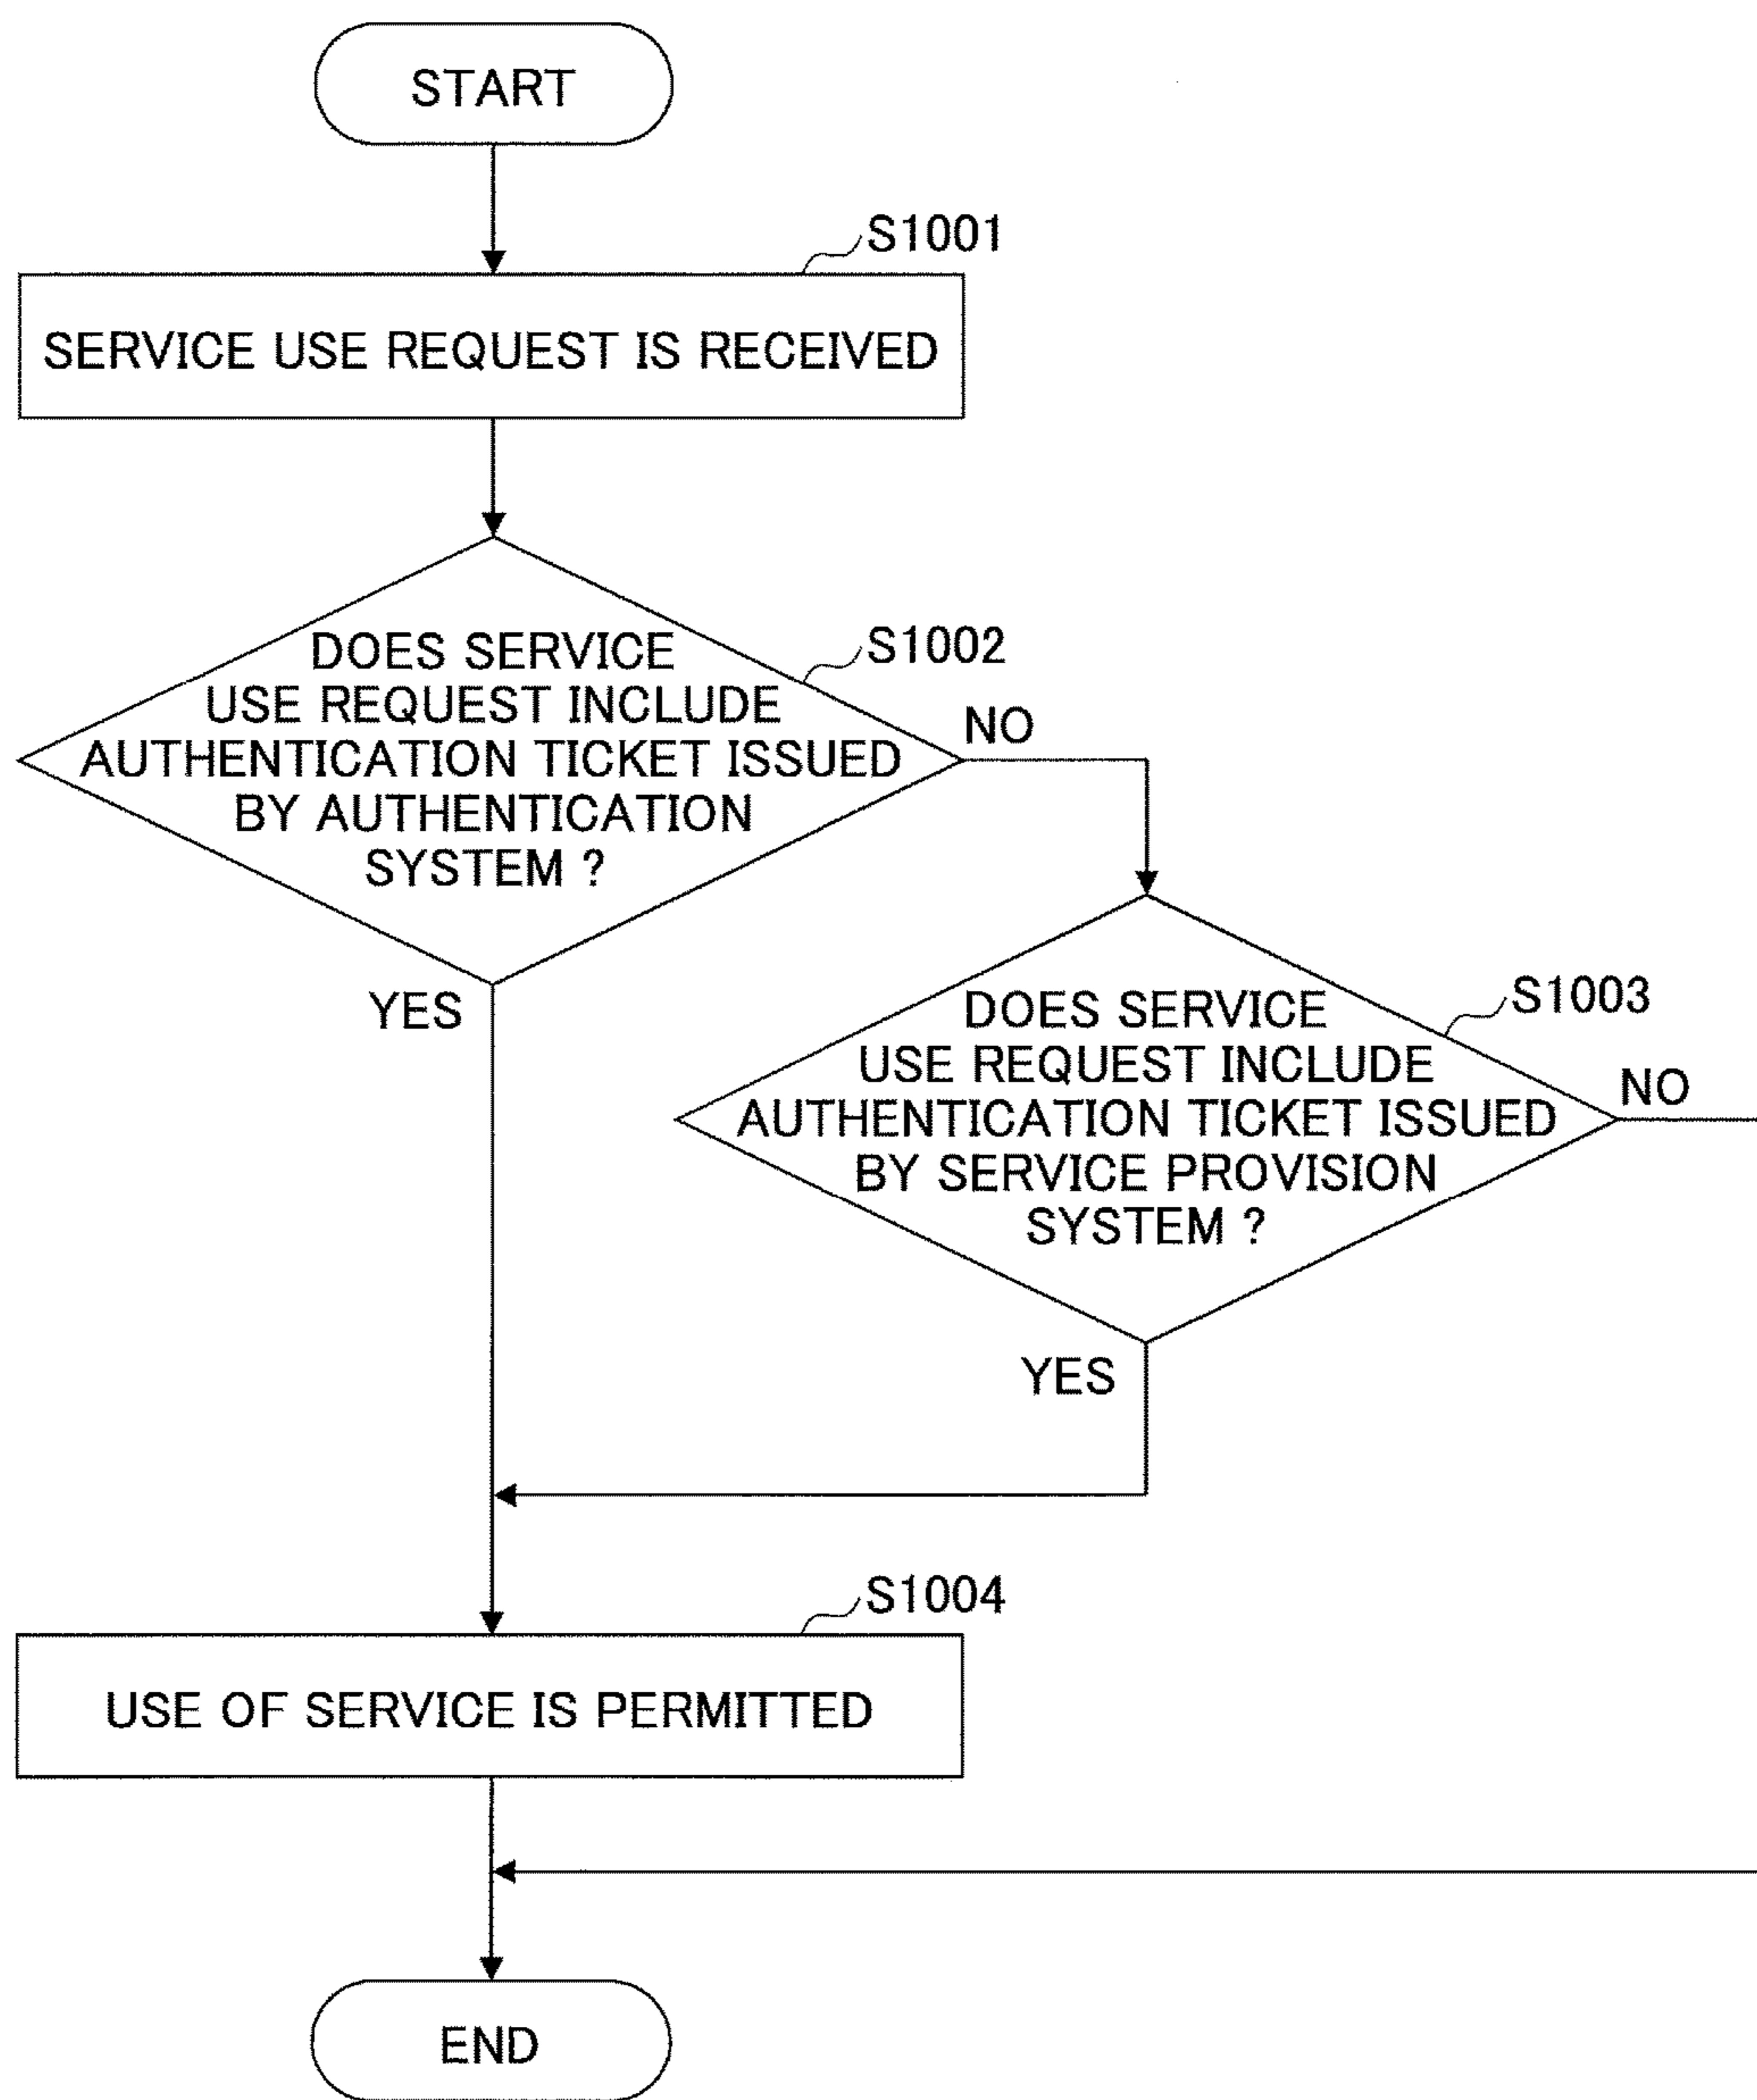 START
S1001
SERVICE USE REQUEST IS RECEIVED
S1002
DOES SERVICE
USE REQUEST INCLUDE
AUTHENTICATION TICKET ISSUED
BY AUTHENTICATION
SYSTEM ?
NO
YES
S1003
DOES SERVICE
USE REQUEST INCLUDE
AUTHENTICATION TICKET ISSUED
BY SERVICE PROVISION
SYSTEM ?
NO
YES
S1004
USE OF SERVICE IS PERMITTED
END